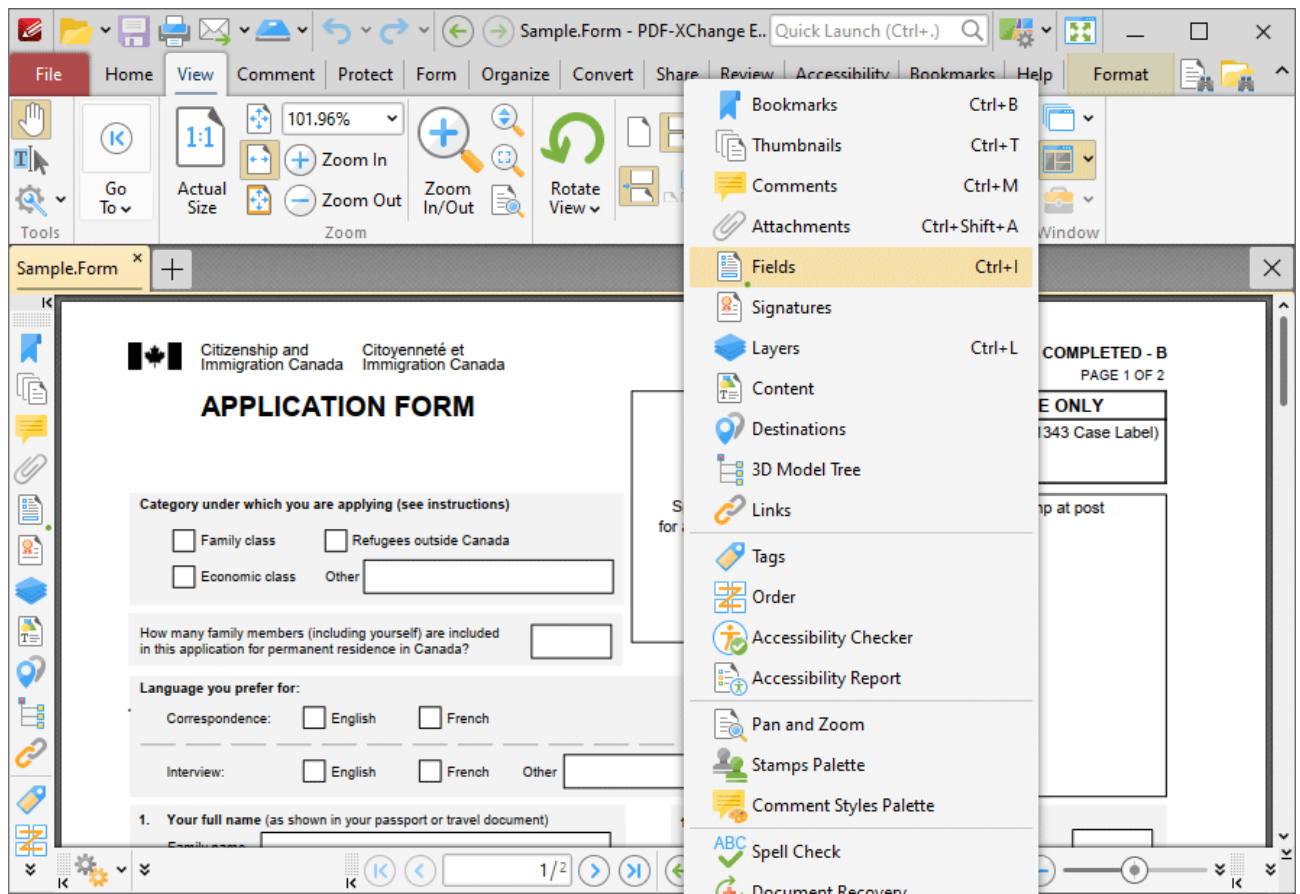 Sample.Form - PDF-XChange E..
Quick Launch (Ctrl+.)
File
Home
View
Comment
Protect
Form
Organize
Convert
Share
Review
Accessibility
Bookmarks
Help
Format
1:1
101.96%
Zoom In
Zoom Out
Go
To
Actual
Size
Zoom
In/Out
Rotate
View
Tools
Zoom
Window
Sample.Form
Bookmarks Ctrl+B
Thumbnails Ctrl+T
Comments Ctrl+M
Attachments Ctrl+Shift+A
Fields Ctrl+I
Signatures
Layers Ctrl+L
Content
Destinations
3D Model Tree
Links
Tags
Order
Accessibility Checker
Accessibility Report
Pan and Zoom
Stamps Palette
Comment Styles Palette
ABC
Spell Check
Document Recovery
Citizenship and
Immigration Canada
Citoyenneté et
Immigration Canada
APPLICATION FORM
COMPLETED - B
PAGE 1 OF 2
E ONLY
1343 Case Label)
S
for
at post
Category under which you are applying (see instructions)
Family class
Refugees outside Canada
Economic class
Other
How many family members (including yourself) are included
in this application for permanent residence in Canada?
Language you prefer for:
Correspondence:
English
French
Interview:
English
French
Other
1. Your full name (as shown in your passport or travel document)
Family name
1/2